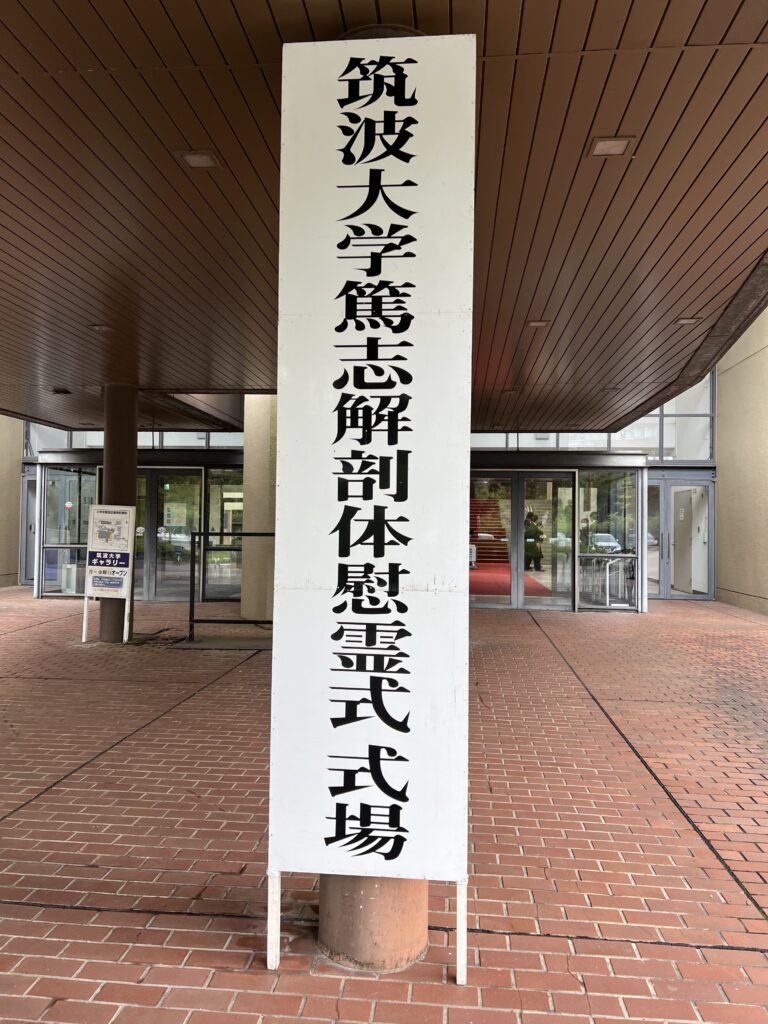 筑波大学篤志解剖体慰霊式 式場
筑波大学
ギャラリー